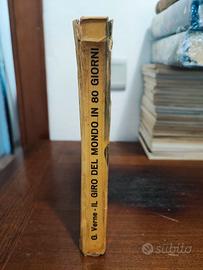 G. Verne - IL GIRO DEL MONDO IN 80 GIORNI
subito